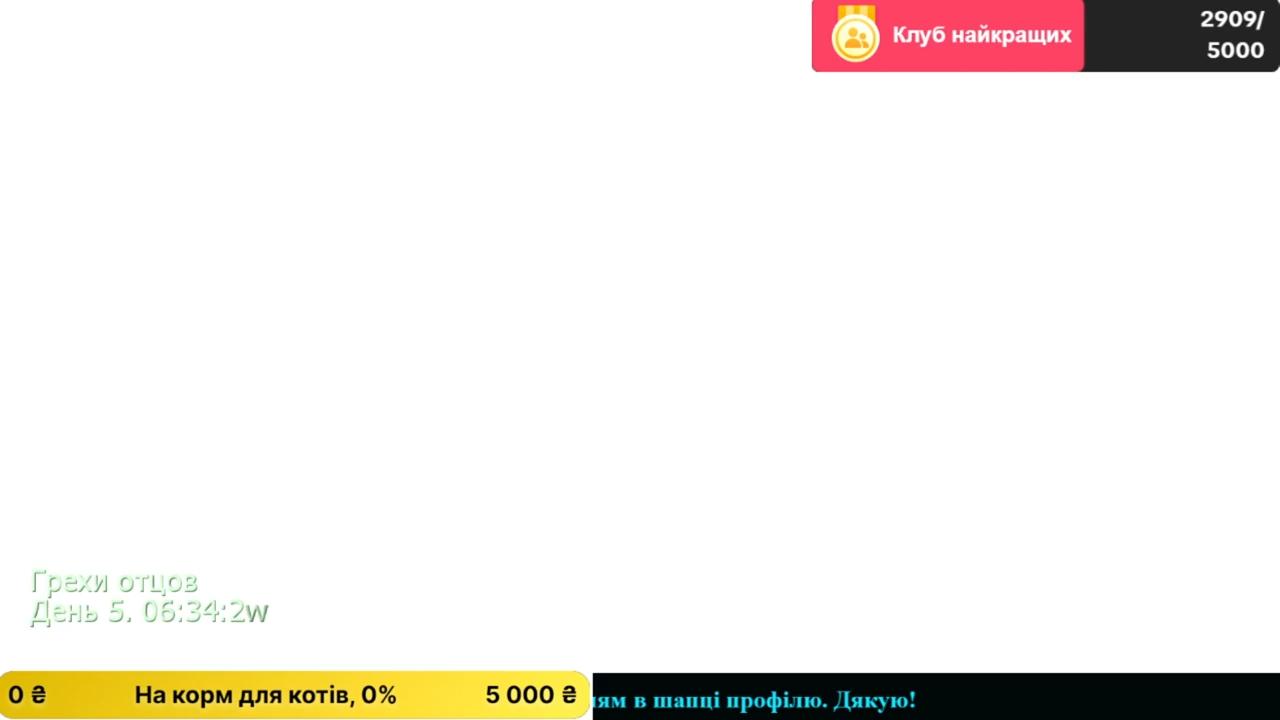 Клуб найкращих
2909/
5000
Грехи отцов
День 5. 06:34:2w
0 ₴ На корм для котів, 0% 5 000 ₴
в шапці профілю. Дякую!